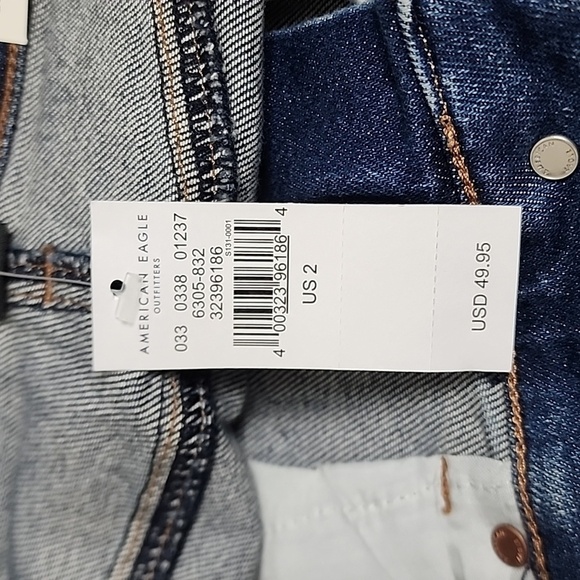 AMERICAN EAGLE
OUTFITTERS
033 0338 01237
6305-832
32396186
S131-0001
4 00323 96186 4
US 2
USD 49.95